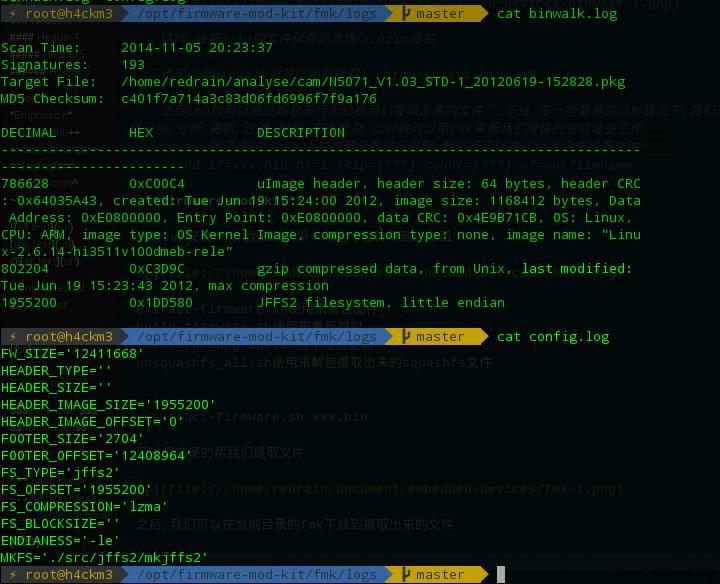 ⚡ root@h4ckm3 /opt/firmware-mod-kit/fmk/logs master cat binwalk.log
Scan Time: 2014-11-05 20:23:37
Signatures: 193
Target File: /home/redrain/analyse/cam/N5071_V1.03_STD-1_20120619-152828.pkg
MD5 Checksum: c401f7a714a3c83d06fd6996f7f9a176
DECIMAL HEX DESCRIPTION
----------------------------------------------------------------------------------------------------
786628 0xC00C4 uImage header, header size: 64 bytes, header CRC
: 0x64035A43, created: Tue Jun 19 15:24:00 2012, image size: 1168412 bytes, Data
Address: 0xE0800000, Entry Point: 0xE0800000, data CRC: 0x4E9B71CB, OS: Linux,
CPU: ARM, image type: OS Kernel Image, compression type: none, image name: "Linu
x-2.6.14-hi3511v100dmeb-rele"
802204 0xC3D9C gzip compressed data, from Unix, last modified:
Tue Jun 19 15:23:43 2012, max compression
1955200 0x1DD580 JFFS2 filesystem, little endian
⚡ root@h4ckm3 /opt/firmware-mod-kit/fmk/logs master cat config.log
FW_SIZE='12411668'
HEADER_TYPE=''
HEADER_SIZE=''
HEADER_IMAGE_SIZE='1955200'
HEADER_IMAGE_OFFSET='0'
FOOTER_SIZE='2704'
FOOTER_OFFSET='12408964'
FS_TYPE='jffs2'
FS_OFFSET='1955200'
FS_COMPRESSION='lzma'
FS_BLOCKSIZE=''
ENDIANESS='-le'
MKFS='./src/jffs2/mkjffs2'
⚡ root@h4ckm3 /opt/firmware-mod-kit/fmk/logs master